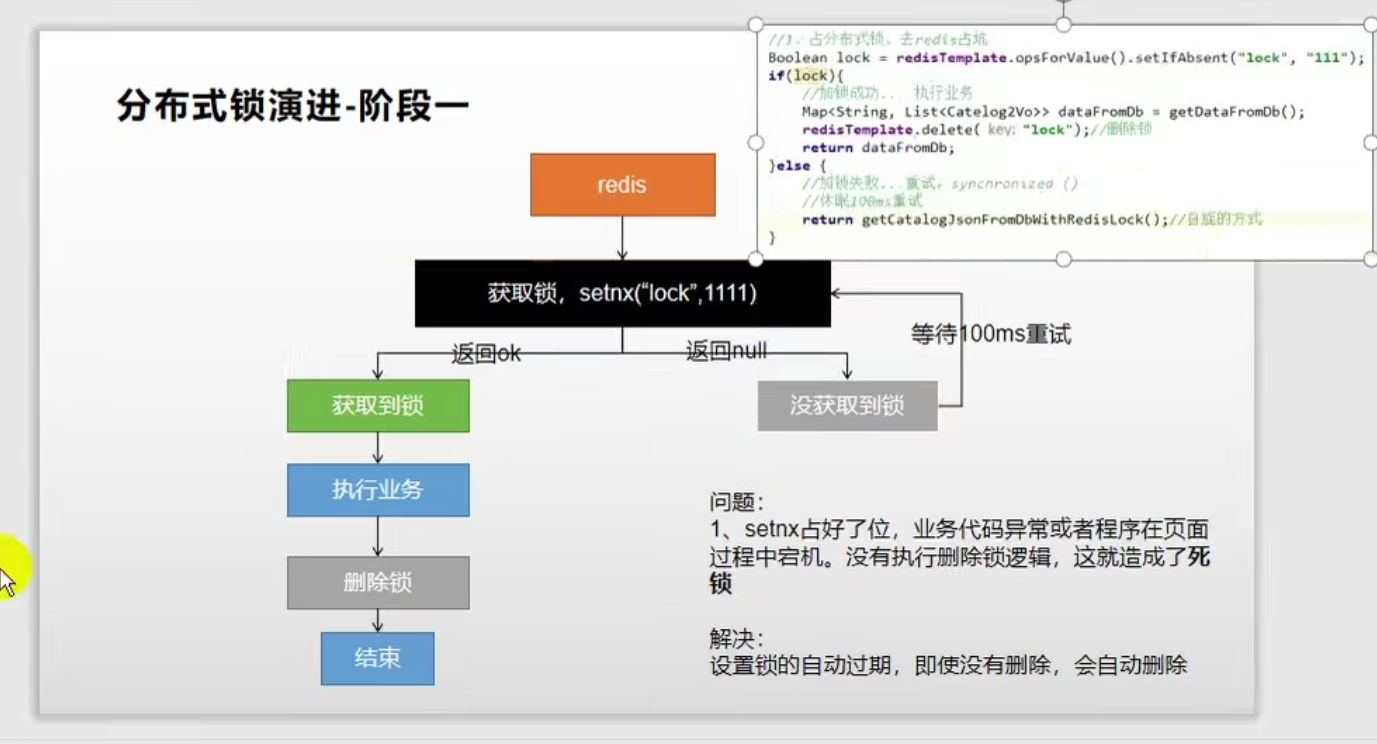 分布式锁演进-阶段一
//1、占分布式锁。去redis占坑
Boolean lock = redisTemplate.opsForValue().setIfAbsent("lock", "111");
if(lock){
//加锁成功... 执行业务
Map<String, List<Catelog2Vo>> dataFromDb = getDataFromDb();
redisTemplate.delete( key: "lock");//删除锁
return dataFromDb;
}else {
//加锁失败...重试。synchronized ()
//休眠100ms重试
return getCatalogJsonFromDbWithRedisLock();//自旋的方式
}
redis
获取锁，setnx(“lock”,1111)
等待100ms重试
返回ok
返回null
获取到锁
没获取到锁
执行业务
删除锁
结束
问题：
1、setnx占好了位，业务代码异常或者程序在页面
过程中宕机。没有执行删除锁逻辑，这就造成了死
锁
解决：
设置锁的自动过期，即使没有删除，会自动删除